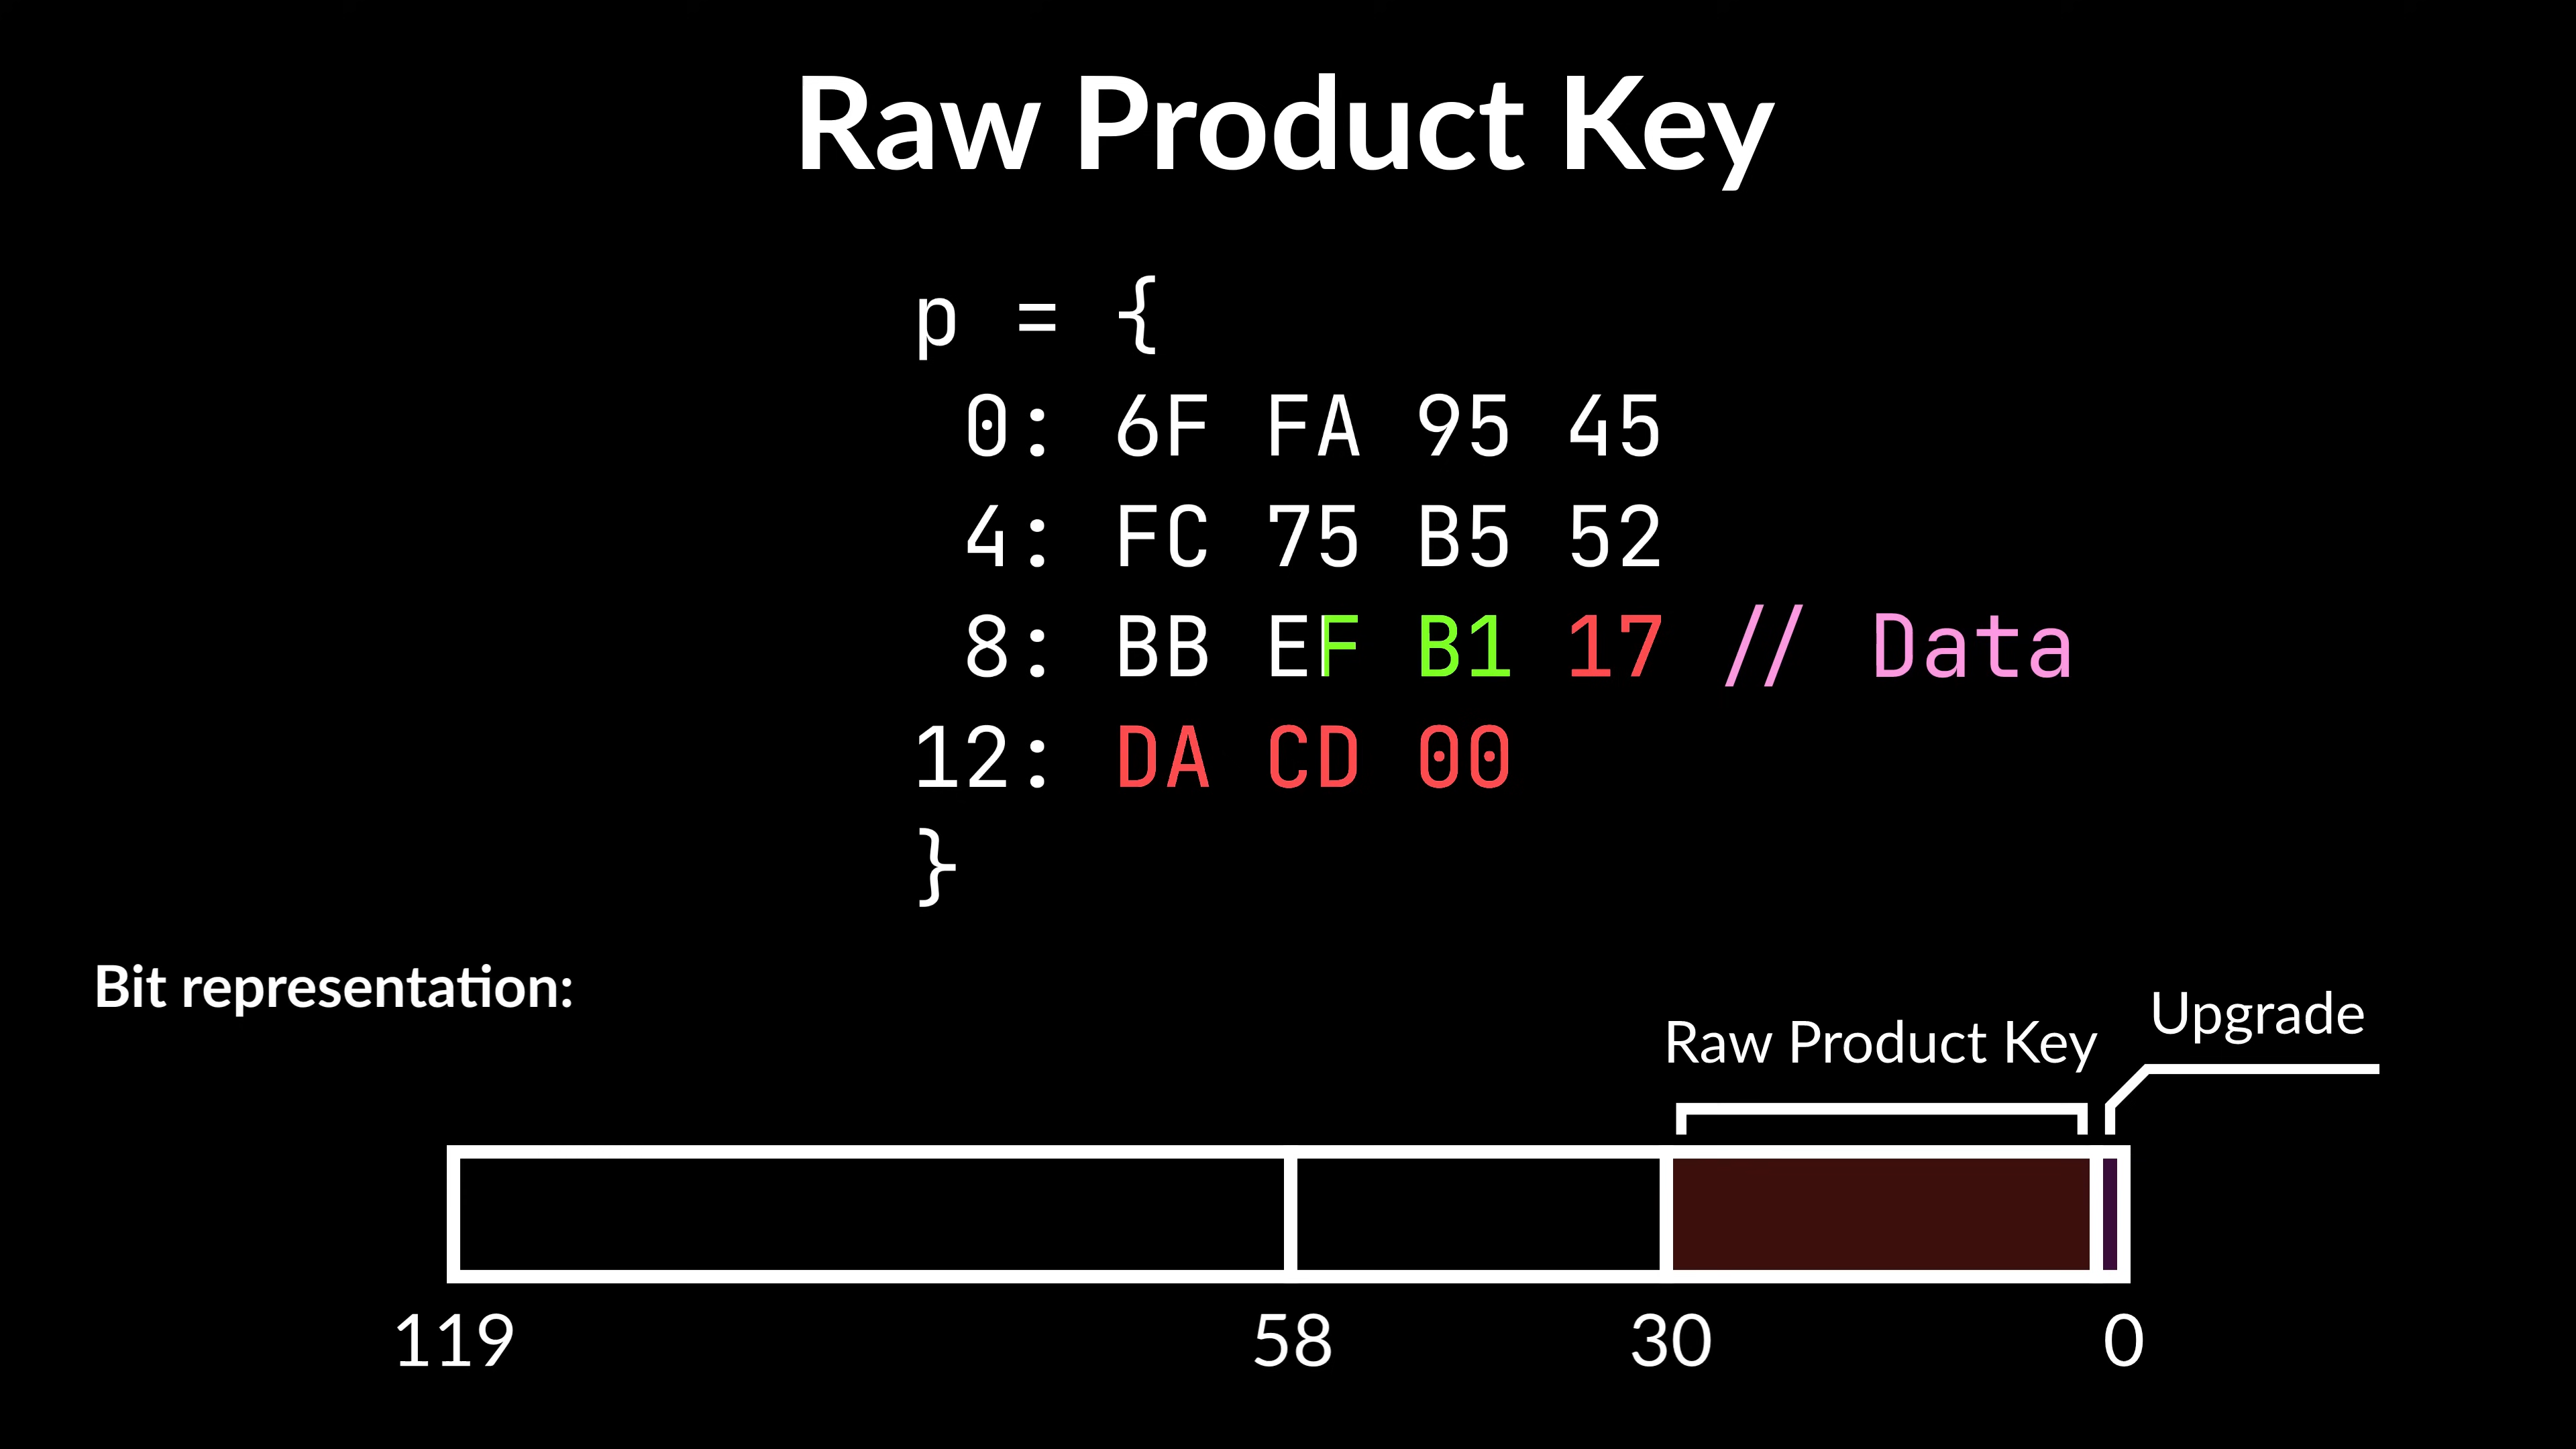 Raw Product Key
p = {
0: 6F FA 95 45
4: FC 75 B5 52
8: BB EF B1 17 // Data
12: DA CD 00
}
Bit representation:
Upgrade
Raw Product Key
119 58 30 0